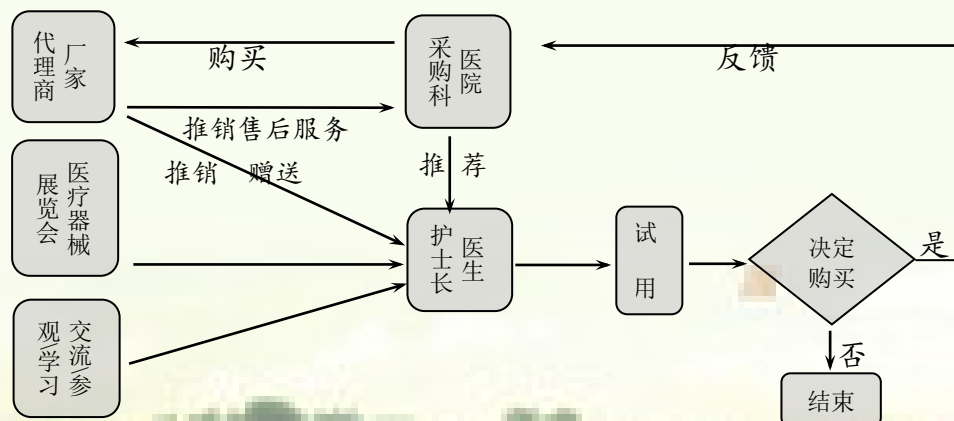 厂家
代理商
购买
医院
采购科
反馈
推销售后服务
推销 赠送
推 荐
医疗器械
展览会
医生
护士长
试
用
决定
购买
是
否
交流/参
观/学习
结束